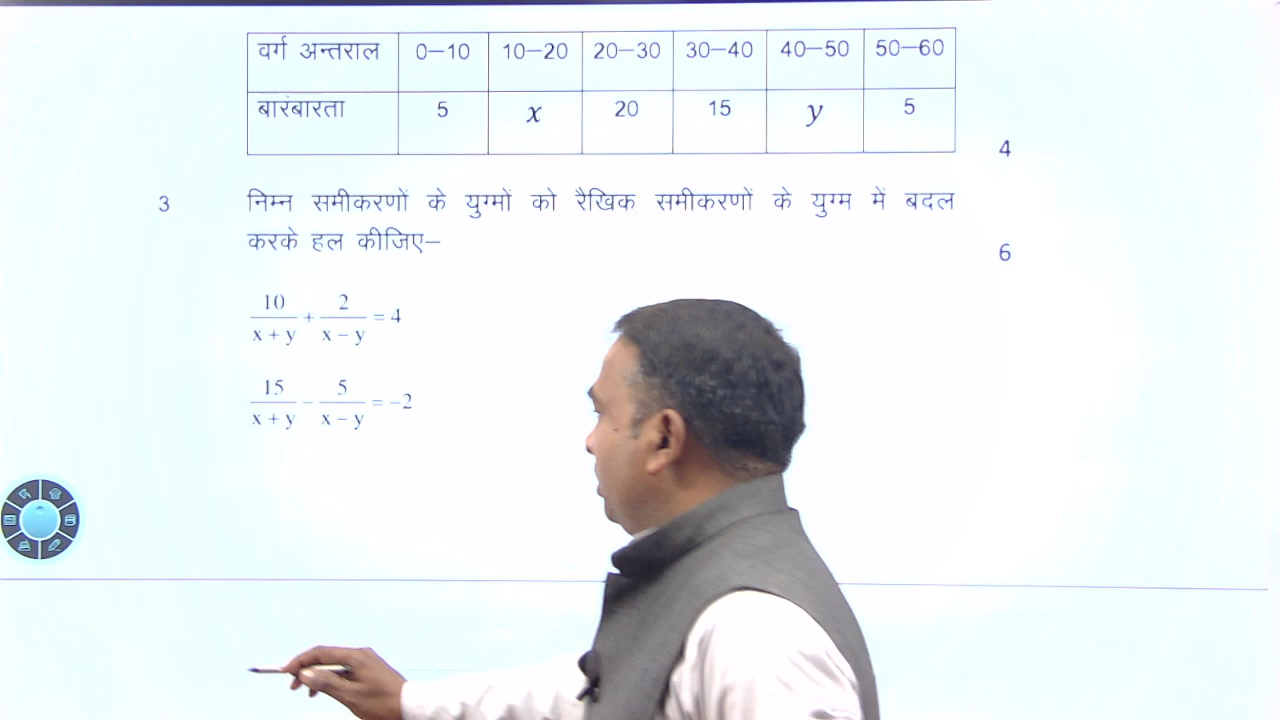 वर्ग अन्तराल 0–10 10–20 20–30 30–40 40–50 50–60
बारंबारता 5 x 20 15 y 5
4
3 निम्न समीकरणों के युग्मों को रैखिक समीकरणों के युग्म में बदल
करके हल कीजिए–
6
10/(x + y) + 2/(x – y) = 4
15/(x + y) – 5/(x – y) = –2